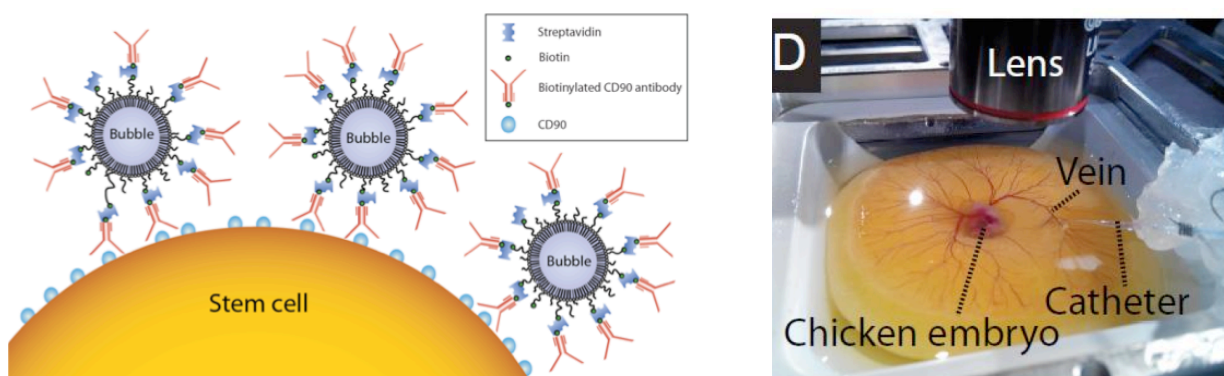 Streptavidin
Biotin
Biotinylated CD90 antibody
CD90
Bubble
Bubble
Bubble
Stem cell
D
Lens
Vein
Catheter
Chicken embryo